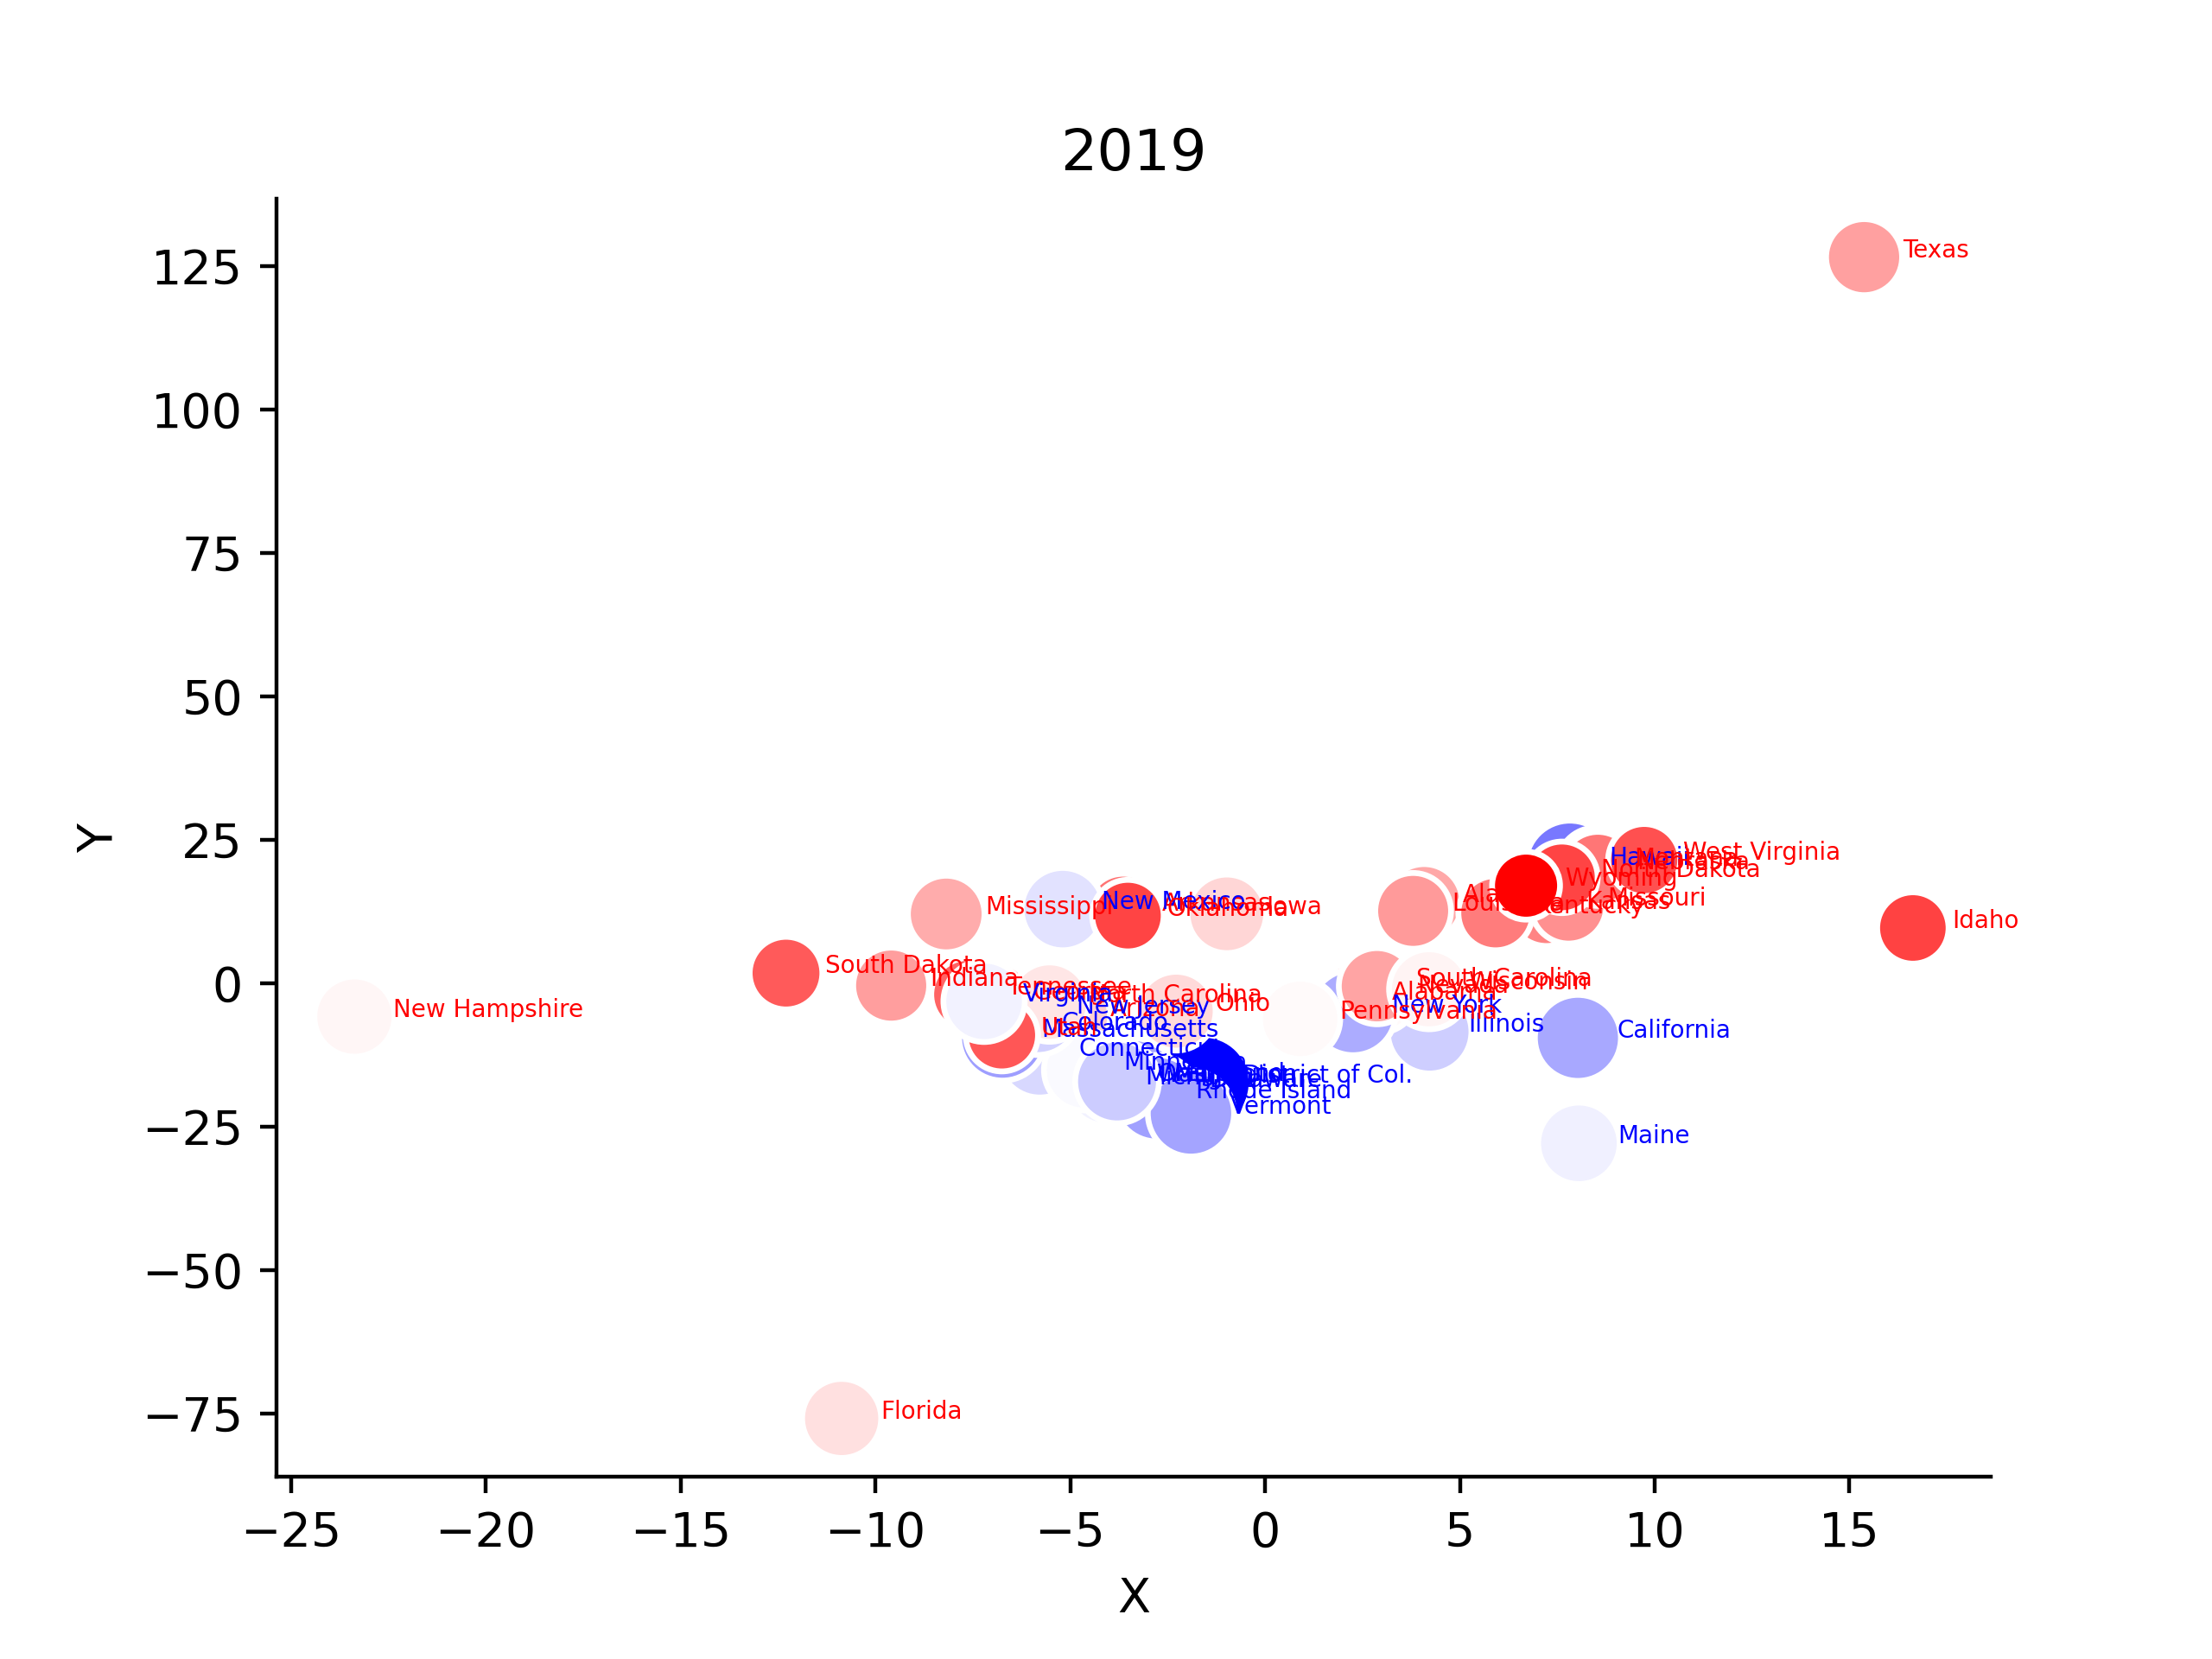 2019
Texas
125
100
75
50
25
0
−25
−50
−75
Y
West Virginia
Hawaii
North Dakota
Wyoming
Missouri
Kansas
Kentucky
Mississippi
New Mexico
Oklahoma
Iowa
Idaho
South Dakota
Indiana
Tennessee
Virginia
North Carolina
South Carolina
Wisconsin
Nevada
Alabama
New Hampshire
New Jersey
Arizona
Ohio
Pennsylvania
New York
Colorado
Utah
Massachusetts
Illinois
California
Connecticut
District of Col.
Rhode Island
Vermont
Maine
Florida
−25
−20
−15
−10
−5
0
5
10
15
X